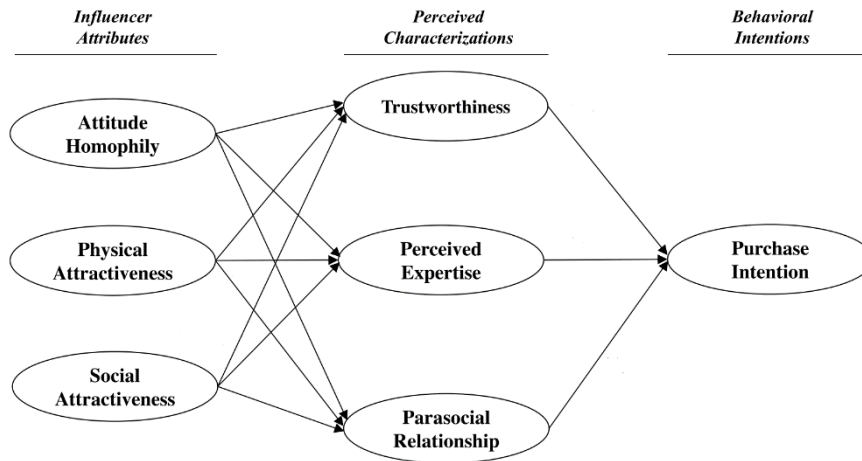 Influencer
Attributes
Perceived
Characterizations
Behavioral
Intentions
Attitude
Homophily
Trustworthiness
Physical
Attractiveness
Perceived
Expertise
Purchase
Intention
Social
Attractiveness
Parasocial
Relationship